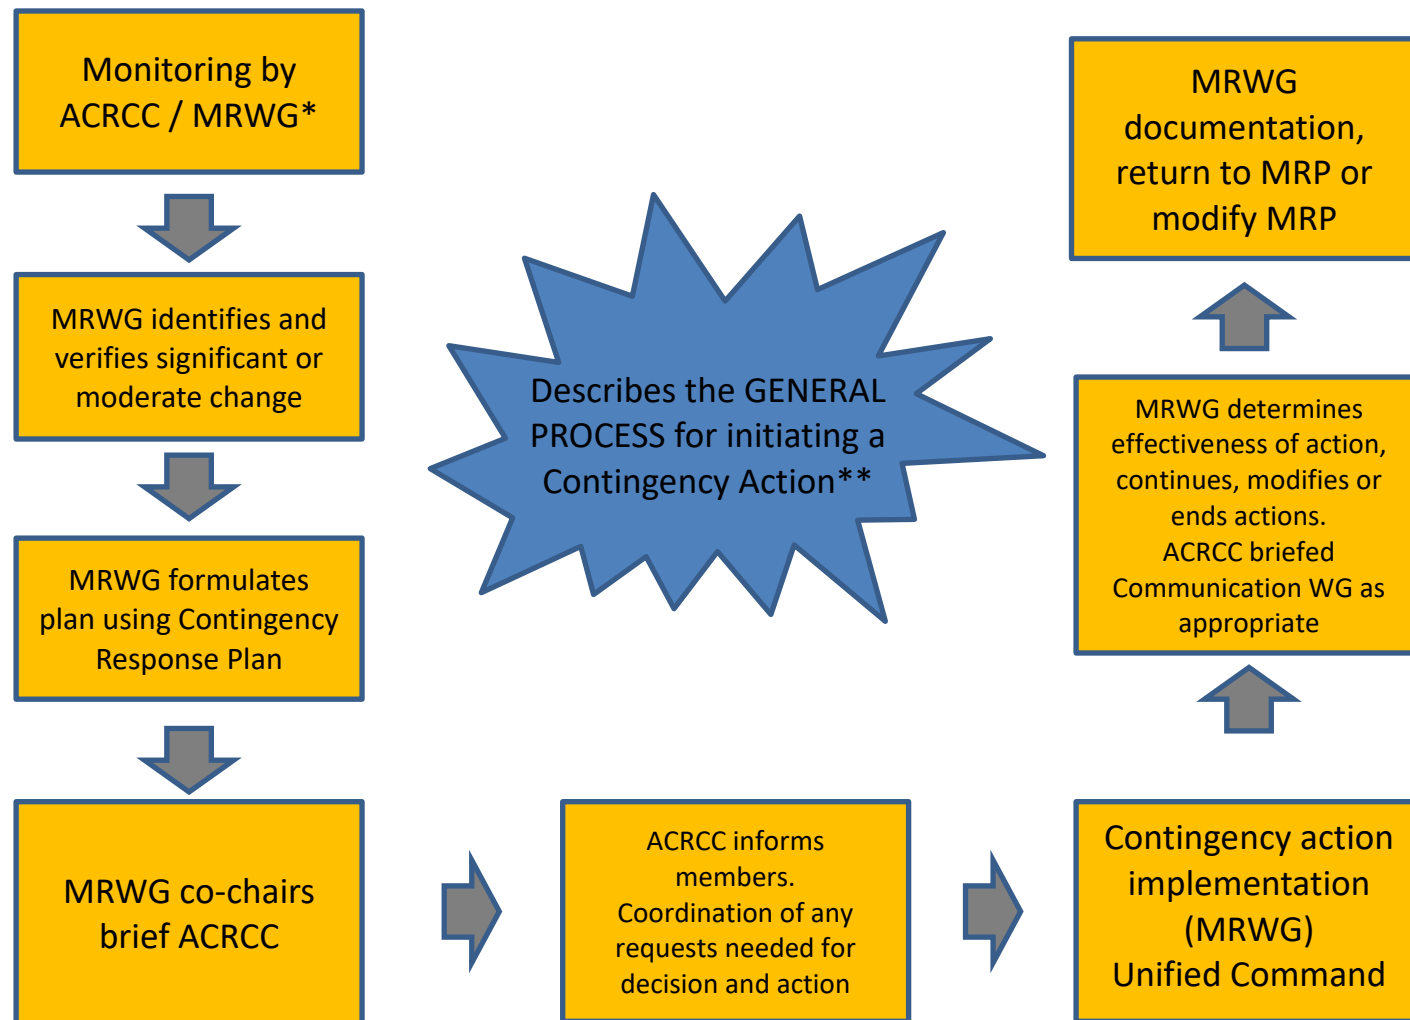 Monitoring by
ACRCC / MRWG*
MRWG identifies and
verifies significant or
moderate change
MRWG formulates
plan using Contingency
Response Plan
MRWG co-chairs
brief ACRCC
Describes the GENERAL
PROCESS for initiating a
Contingency Action**
ACRCC informs
members.
Coordination of any
requests needed for
decision and action
Contingency action
implementation
(MRWG)
Unified Command
MRWG determines
effectiveness of action,
continues, modifies or
ends actions.
ACRCC briefed
Communication WG as
appropriate
MRWG
documentation,
return to MRP or
modify MRP